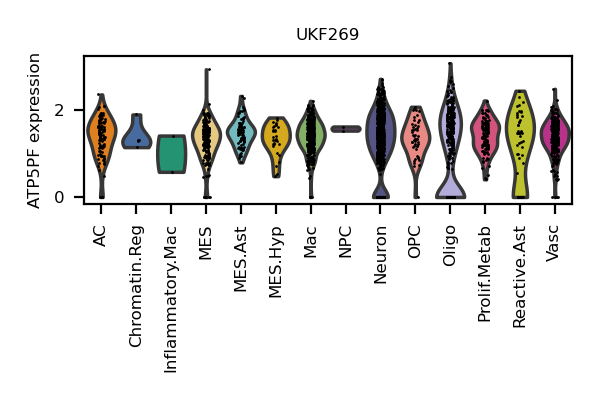 UKF269
ATP5PF expression
2
0
AC
Chromatin.Reg
Inflammatory.Mac
MES
MES.Ast
MES.Hyp
Mac
NPC
Neuron
OPC
Oligo
Prolif.Metab
Reactive.Ast
Vasc